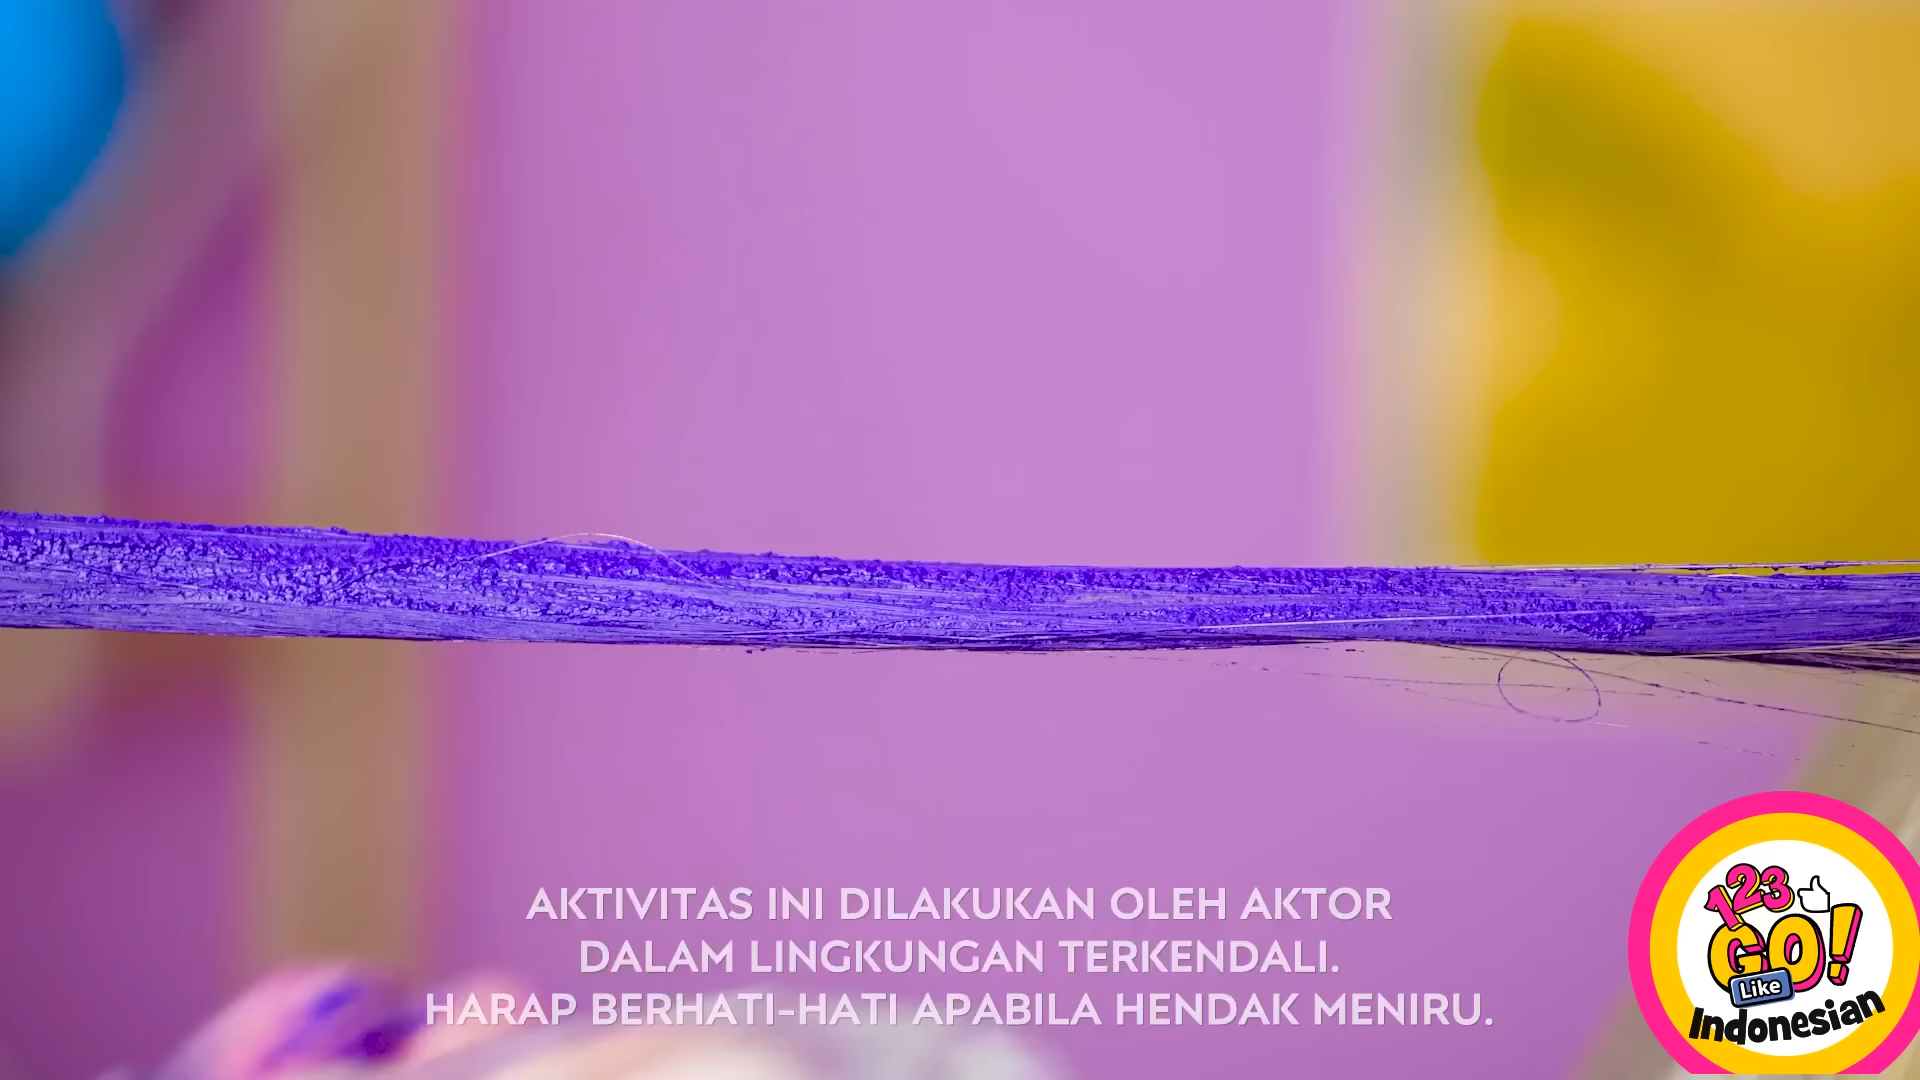 AKTIVITAS INI DILAKUKAN OLEH AKTOR
DALAM LINGKUNGAN TERKENDALI.
HARAP BERHATI-HATI APABILA HENDAK MENIRU.
123
GO!
Like
Indonesian